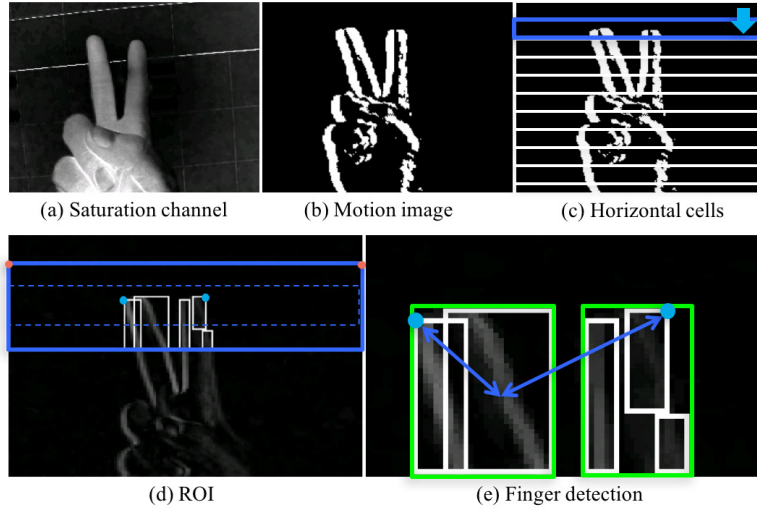 (a) Saturation channel
(b) Motion image
(c) Horizontal cells
(d) ROI
(e) Finger detection